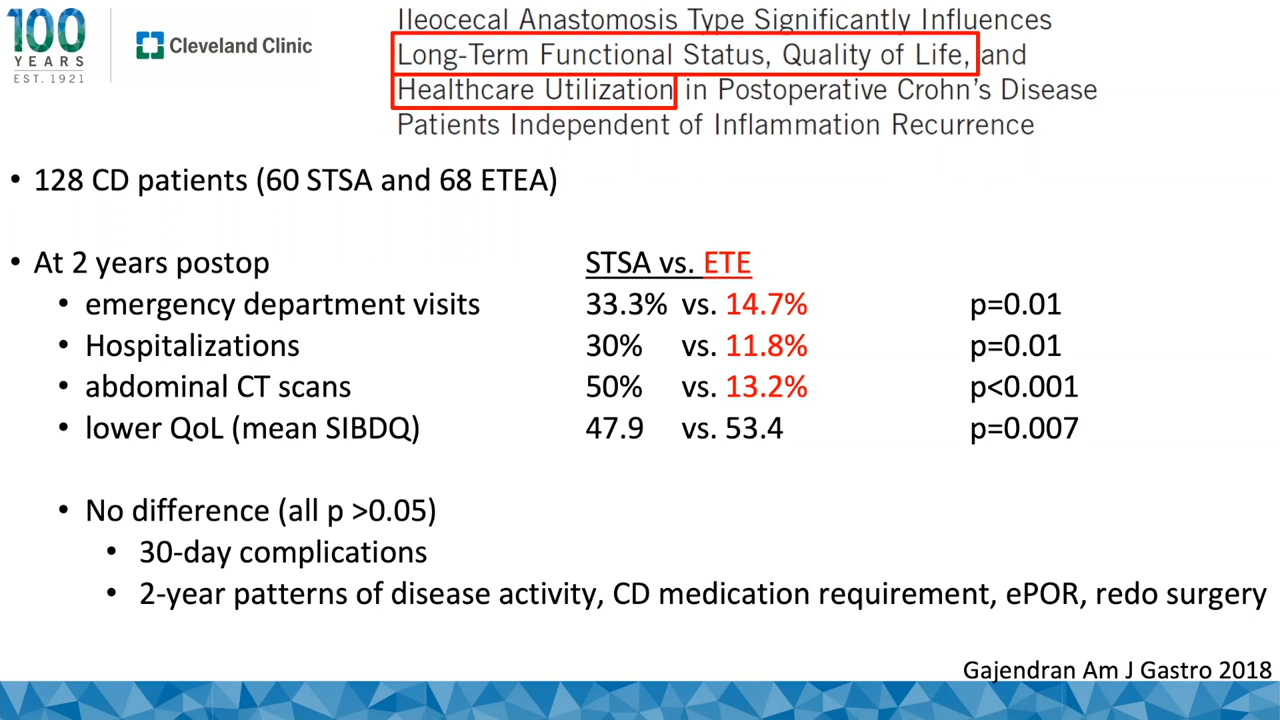 100
YEARS
EST. 1921
Cleveland Clinic
Ileocecal Anastomosis Type Significantly Influences
Long-Term Functional Status, Quality of Life, and
Healthcare Utilization in Postoperative Crohn's Disease
Patients Independent of Inflammation Recurrence
• 128 CD patients (60 STSA and 68 ETEA)
• At 2 years postop STSA vs. ETE
• emergency department visits 33.3% vs. 14.7% p=0.01
• Hospitalizations 30% vs. 11.8% p=0.01
• abdominal CT scans 50% vs. 13.2% p<0.001
• lower QoL (mean SIBDQ) 47.9 vs. 53.4 p=0.007
• No difference (all p >0.05)
• 30-day complications
• 2-year patterns of disease activity, CD medication requirement, ePOR, redo surgery
Gajendran Am J Gastro 2018